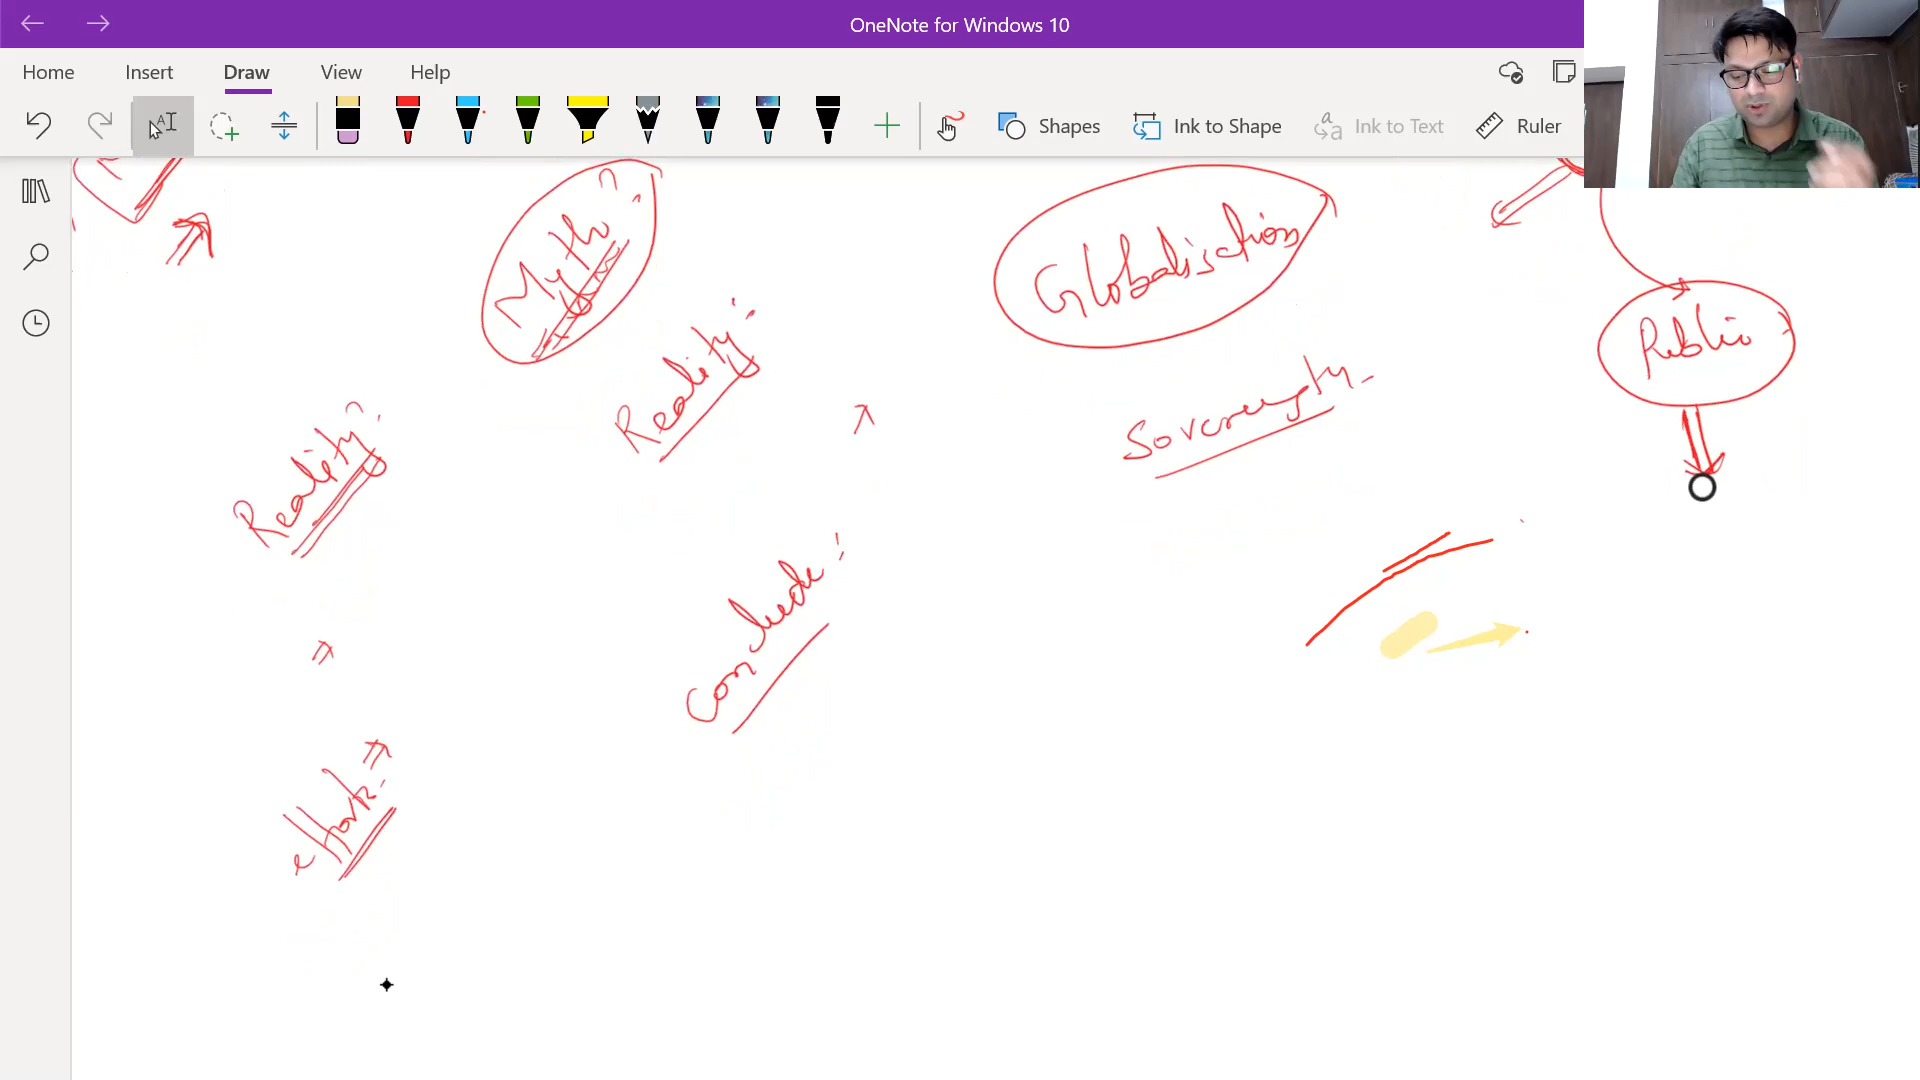 OneNote for Windows 10
Home Insert Draw View Help
Shapes Ink to Shape Ink to Text Ruler
Myth?
Globalisation
Public
Reality:
Sovereignty
Reality:
Conclude:
efforts